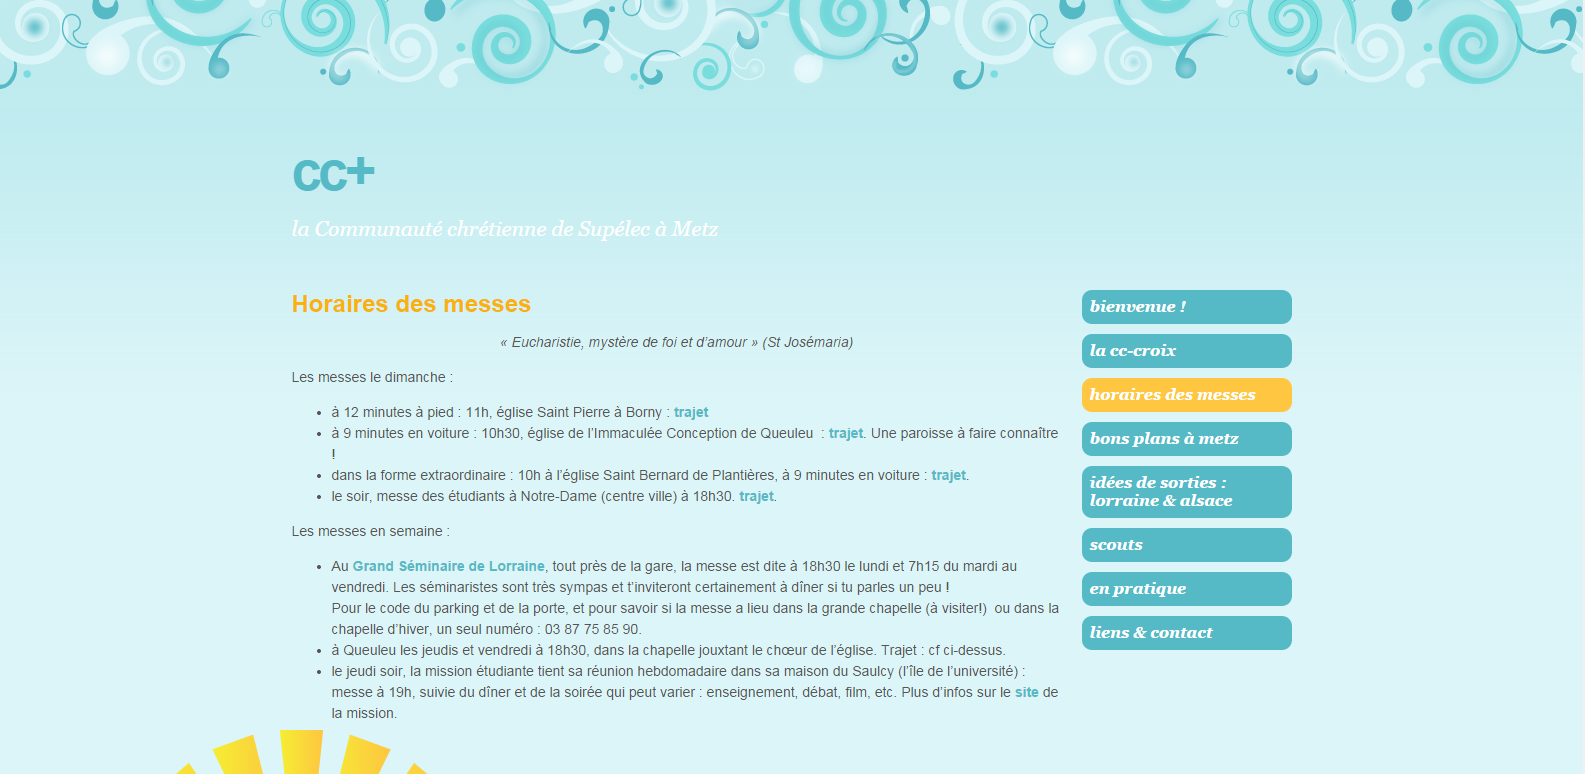 cc+
la Communauté chrétienne de Supélec à Metz
Horaires des messes
« Eucharistie, mystère de foi et d’amour » (St Josémaria)
Les messes le dimanche :
• à 12 minutes à pied : 11h, église Saint Pierre à Borny : trajet
• à 9 minutes en voiture : 10h30, église de l’Immaculée Conception de Queuleu  : trajet. Une paroisse à faire connaître
!
• dans la forme extraordinaire : 10h à l’église Saint Bernard de Plantières, à 9 minutes en voiture : trajet.
• le soir, messe des étudiants à Notre-Dame (centre ville) à 18h30. trajet.
Les messes en semaine :
• Au Grand Séminaire de Lorraine, tout près de la gare, la messe est dite à 18h30 le lundi et 7h15 du mardi au
vendredi. Les séminaristes sont très sympas et t’inviteront certainement à dîner si tu parles un peu !
Pour le code du parking et de la porte, et pour savoir si la messe a lieu dans la grande chapelle (à visiter!)  ou dans la
chapelle d’hiver, un seul numéro : 03 87 75 85 90.
• à Queuleu les jeudis et vendredi à 18h30, dans la chapelle jouxtant le chœur de l’église. Trajet : cf ci-dessus.
• le jeudi soir, la mission étudiante tient sa réunion hebdomadaire dans sa maison du Saulcy (l’île de l’université) :
messe à 19h, suivie du dîner et de la soirée qui peut varier : enseignement, débat, film, etc. Plus d’infos sur le site de
la mission.
bienvenue !
la cc-croix
horaires des messes
bons plans à metz
idées de sorties :
lorraine & alsace
scouts
en pratique
liens & contact